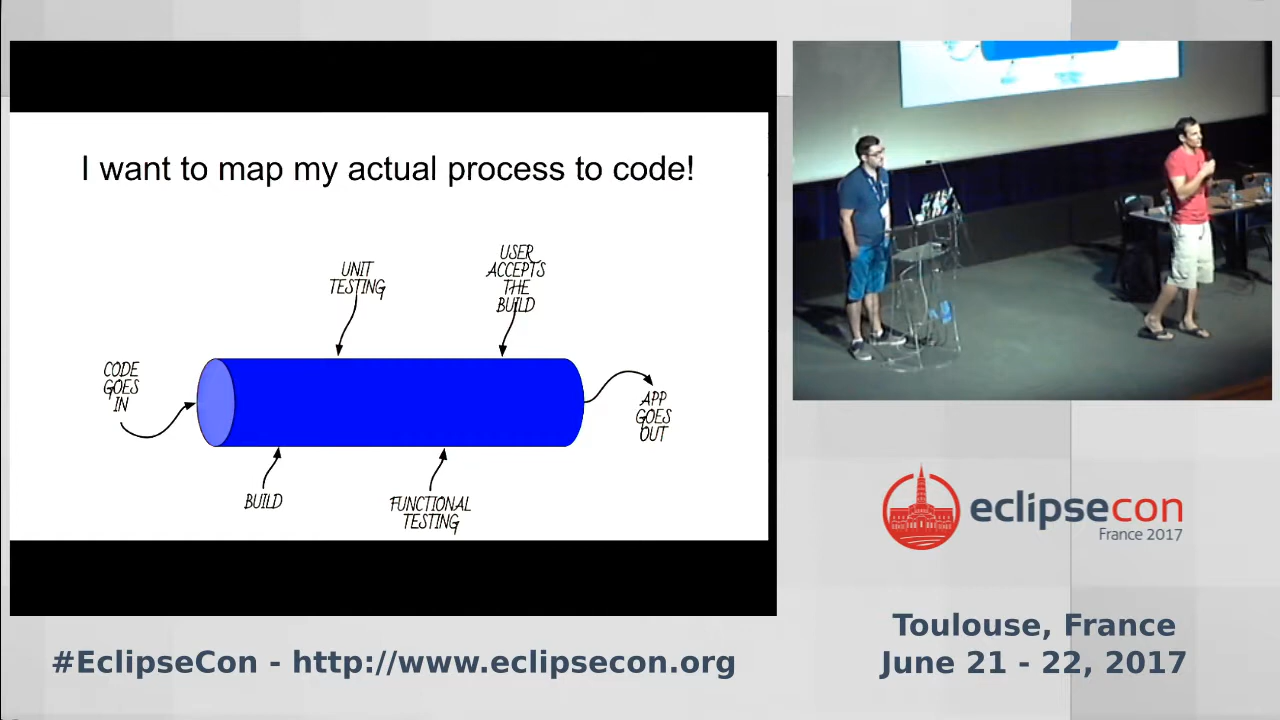 I want to map my actual process to code!
UNIT
TESTING
USER
ACCEPTS
THE
BUILD
CODE
GOES
IN
APP
GOES
OUT
BUILD
FUNCTIONAL
TESTING
eclipsecon
France 2017
Toulouse, France
June 21 - 22, 2017
#EclipseCon - http://www.eclipsecon.org